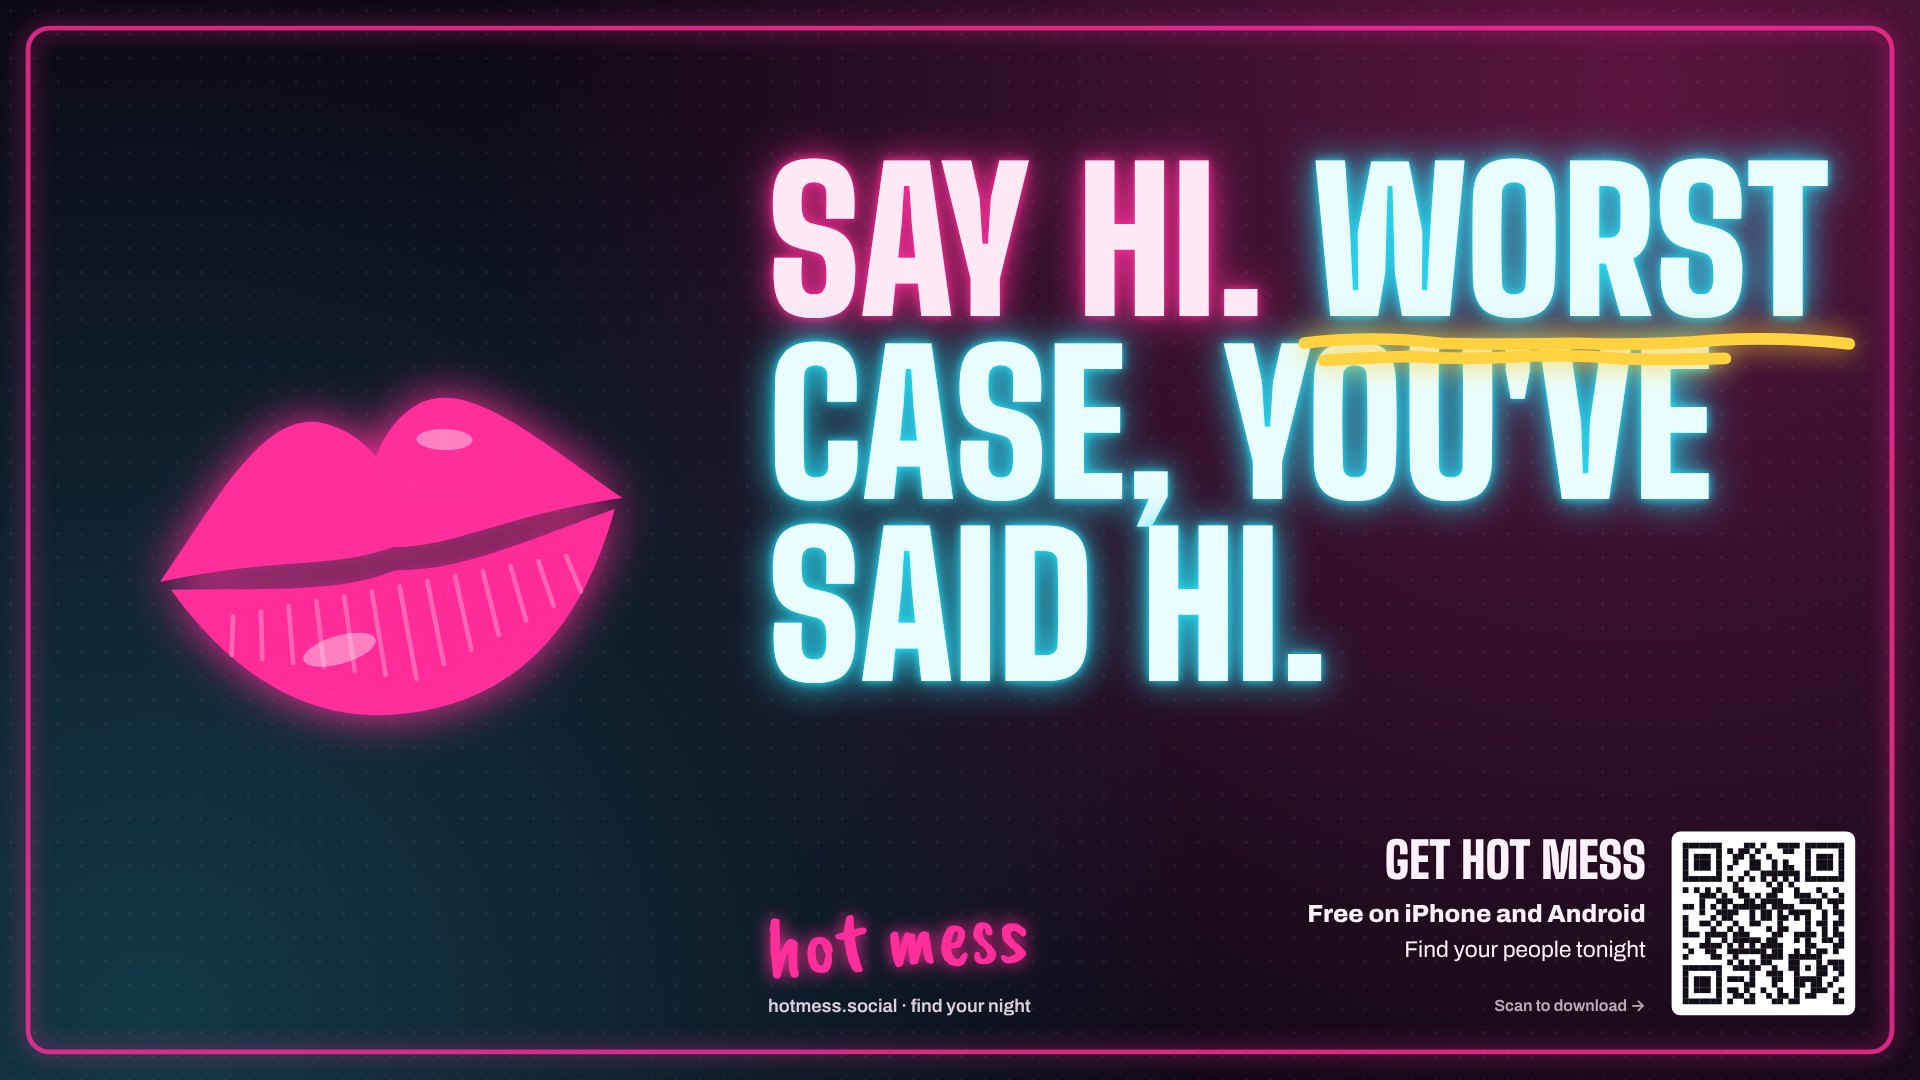 SAY HI. WORST
CASE, YOU'VE
SAID HI.
hot mess
hotmess.social · find your night
GET HOT MESS
Free on iPhone and Android
Find your people tonight
Scan to download →